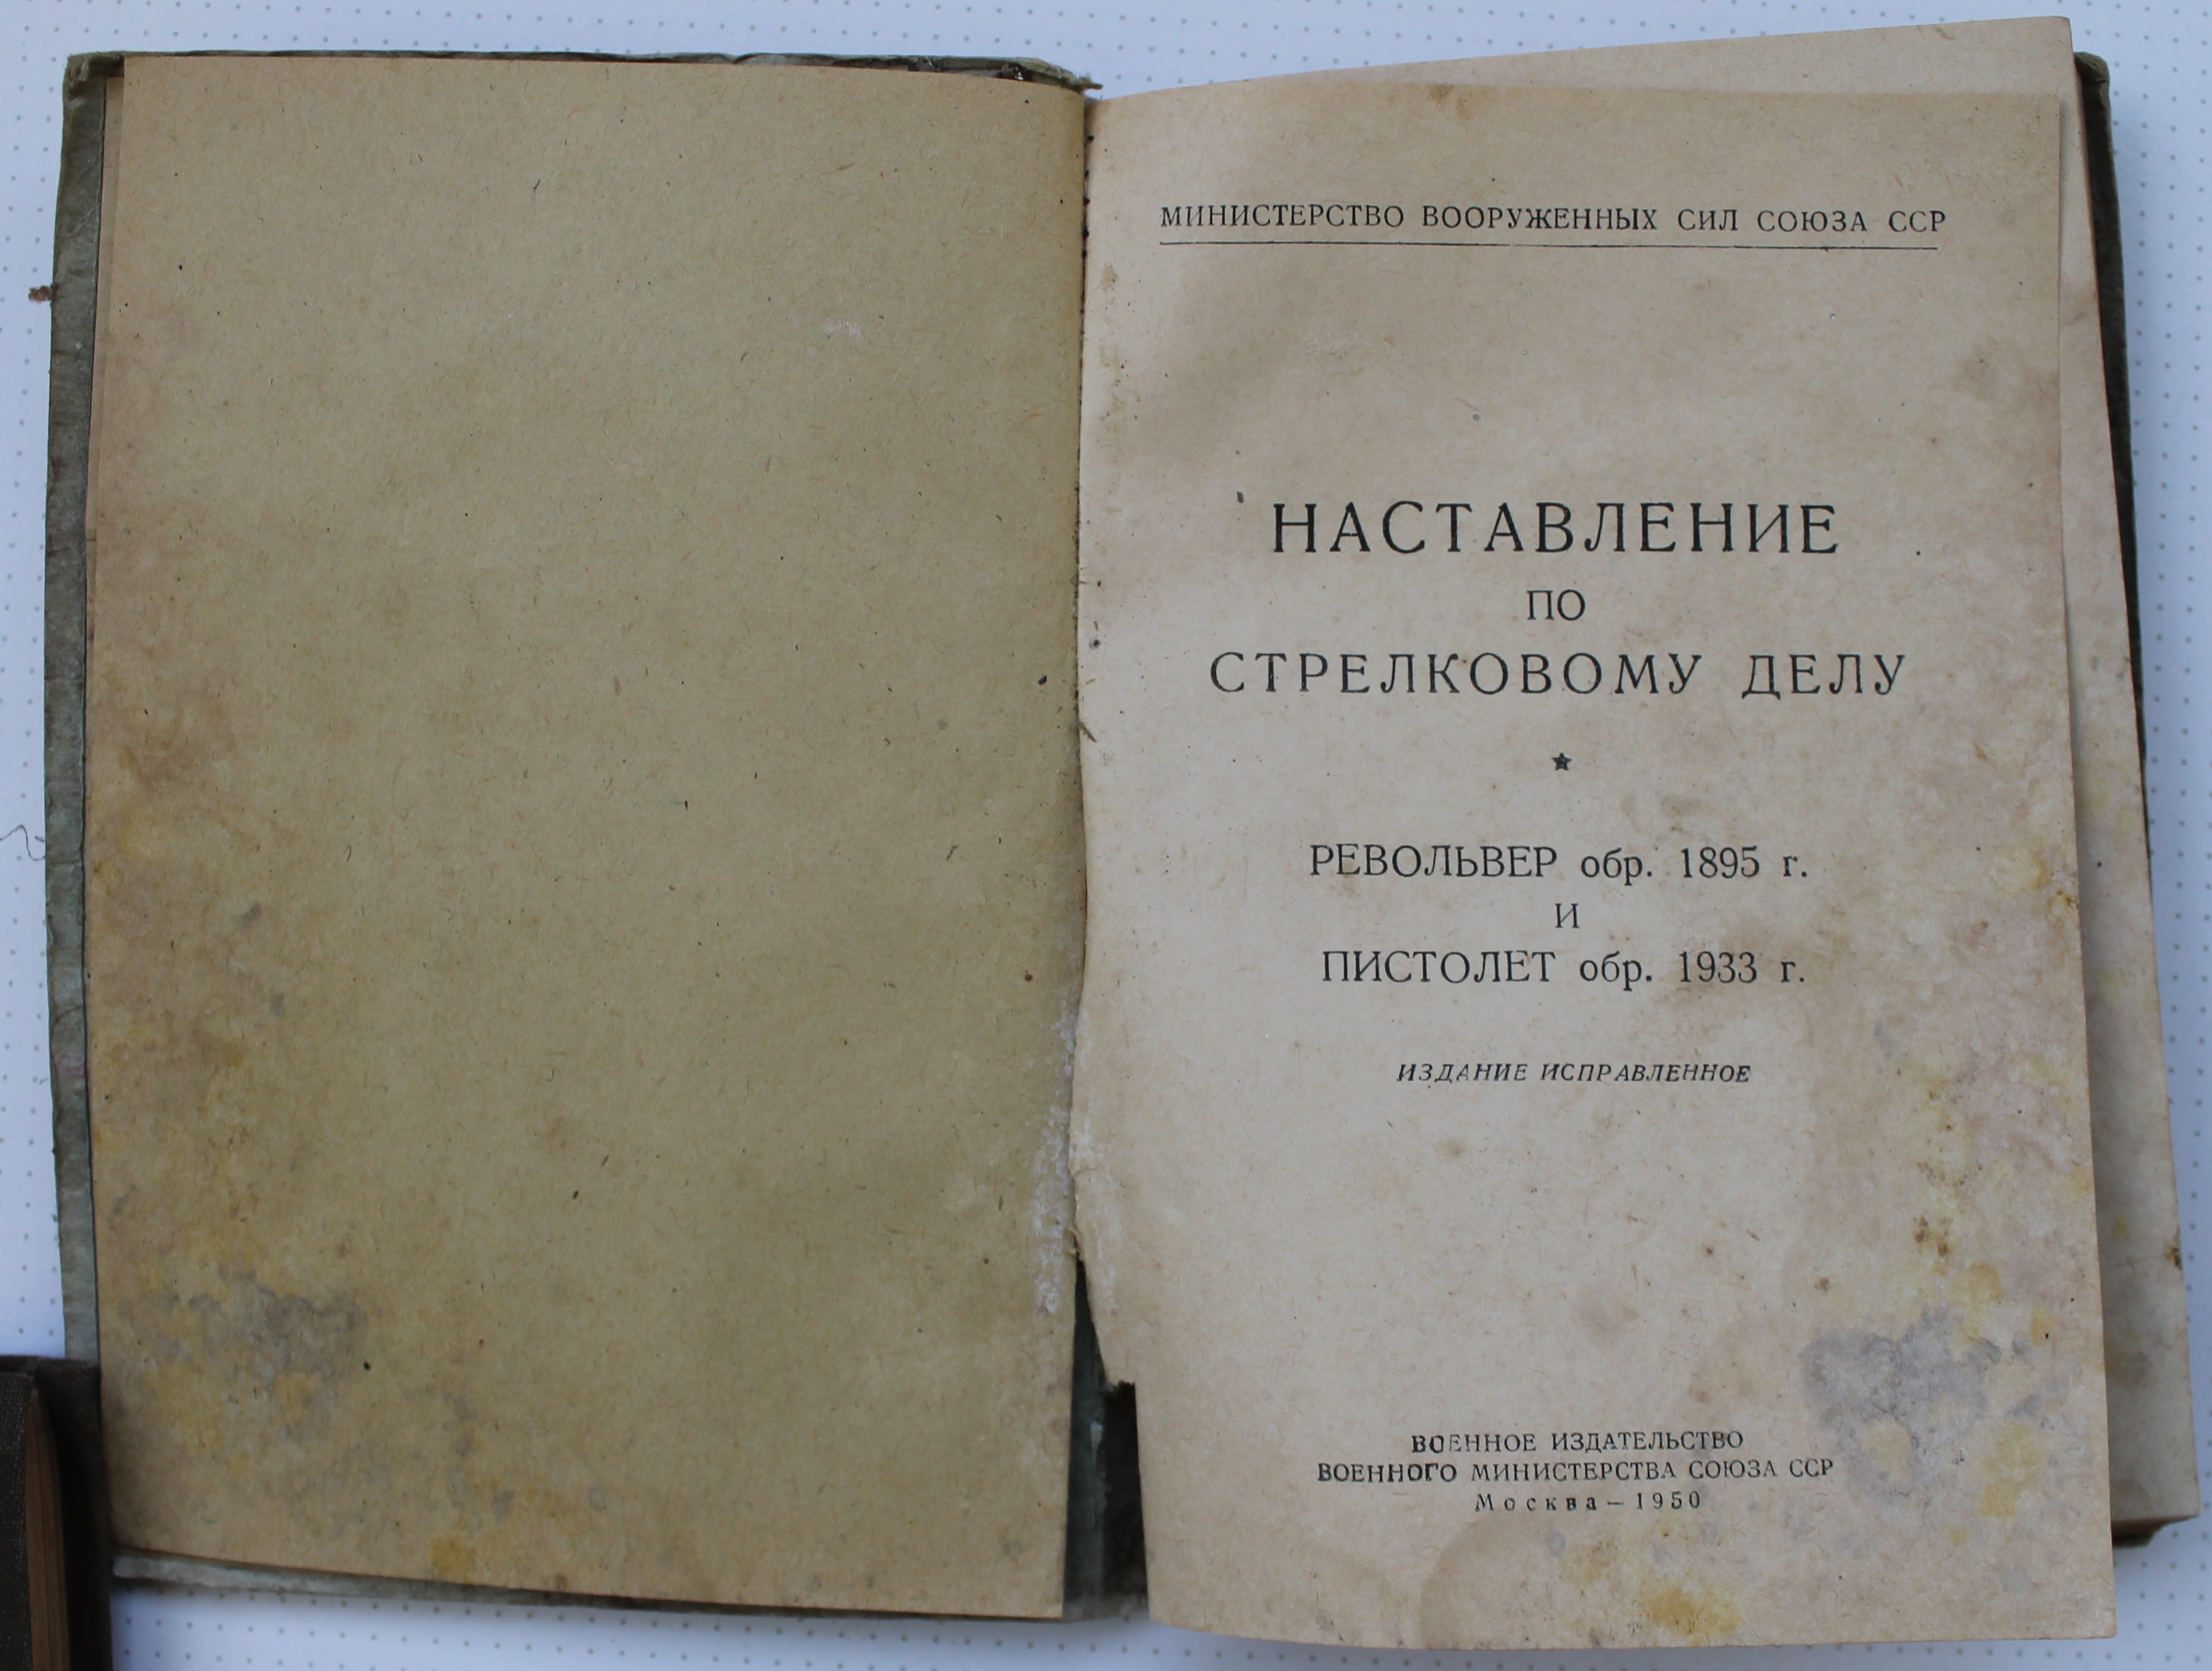 МИНИСТЕРСТВО ВООРУЖЕННЫХ СИЛ СОЮЗА ССР
НАСТАВЛЕНИЕ
ПО
СТРЕЛКОВОМУ ДЕЛУ
★
РЕВОЛЬВЕР обр. 1895 г.
И
ПИСТОЛЕТ обр. 1933 г.
ИЗДАНИЕ ИСПРАВЛЕННОЕ
ВОЕННОЕ ИЗДАТЕЛЬСТВО
ВОЕННОГО МИНИСТЕРСТВА СОЮЗА ССР
Москва — 1950